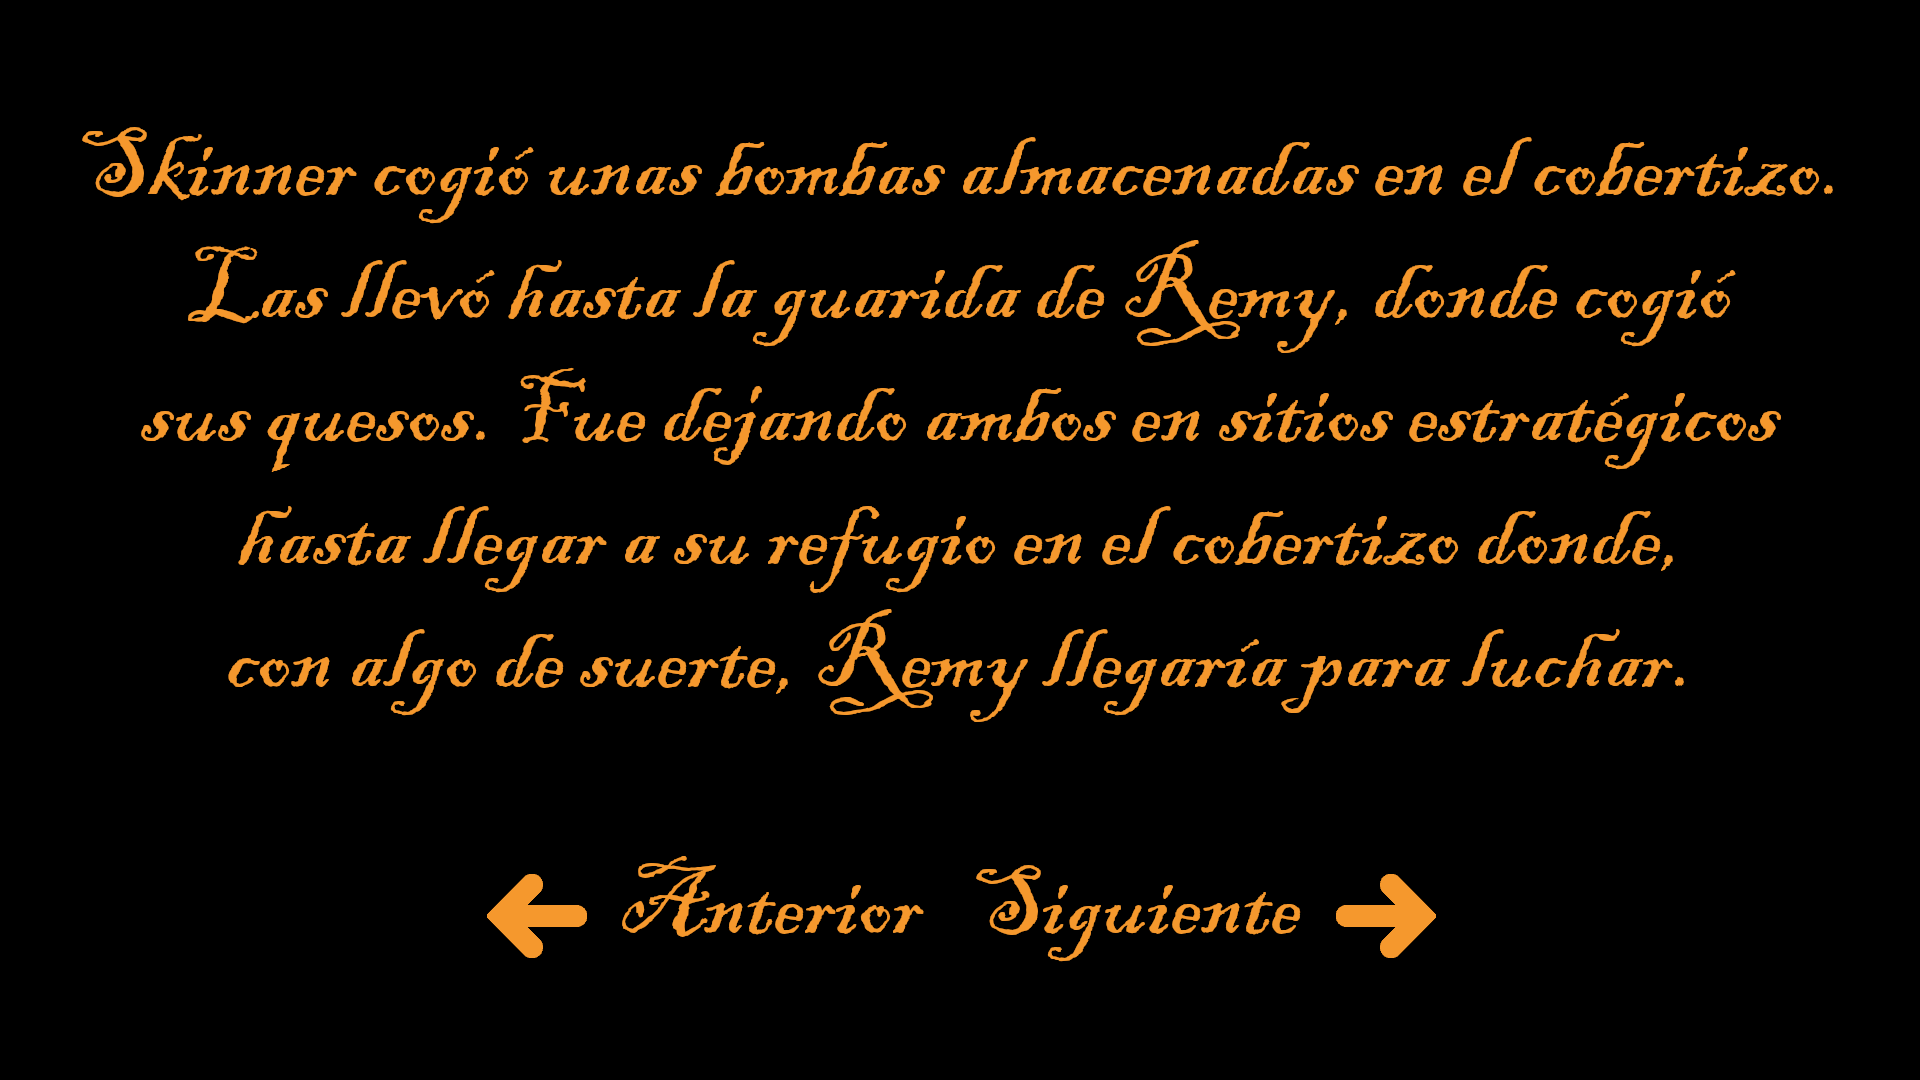 Skinner cogió unas bombas almacenadas en el cobertizo.
Las llevó hasta la guarida de Remy, donde cogió
sus quesos. Fue dejando ambos en sitios estratégicos
hasta llegar a su refugio en el cobertizo donde,
con algo de suerte, Remy llegaría para luchar.
Anterior Siguiente